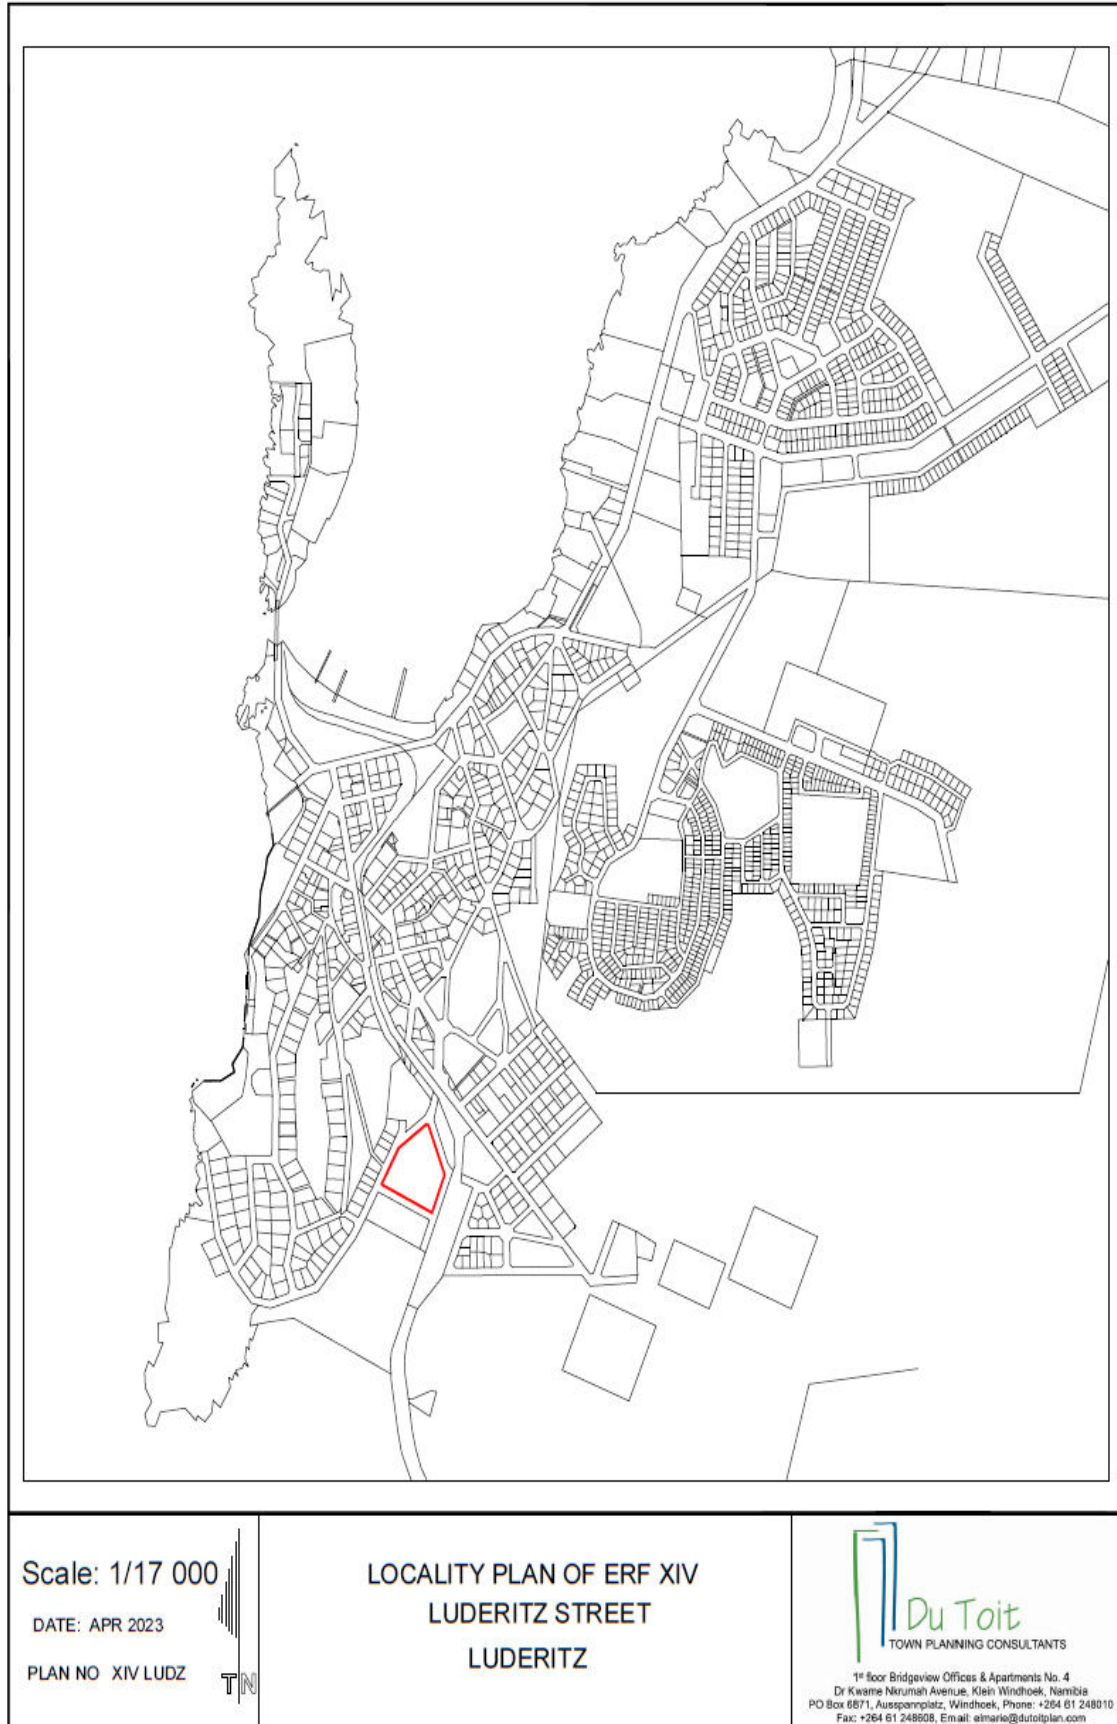 Scale: 1/17 000
DATE: APR 2023
PLAN NO XIV LUDZ
TN
LOCALITY PLAN OF ERF XIV
LUDERITZ STREET
LUDERITZ
Du Toit
TOWN PLANNING CONSULTANTS
1st floor Bridgeview Offices & Apartments No. 4
Dr Kwame Nkrumah Avenue, Klein Windhoek, Namibia
PO Box 6871, Ausspannplatz, Windhoek, Phone: +264 61 248010
Fax: +264 61 248608, Email: elmarie@dutoitplan.com